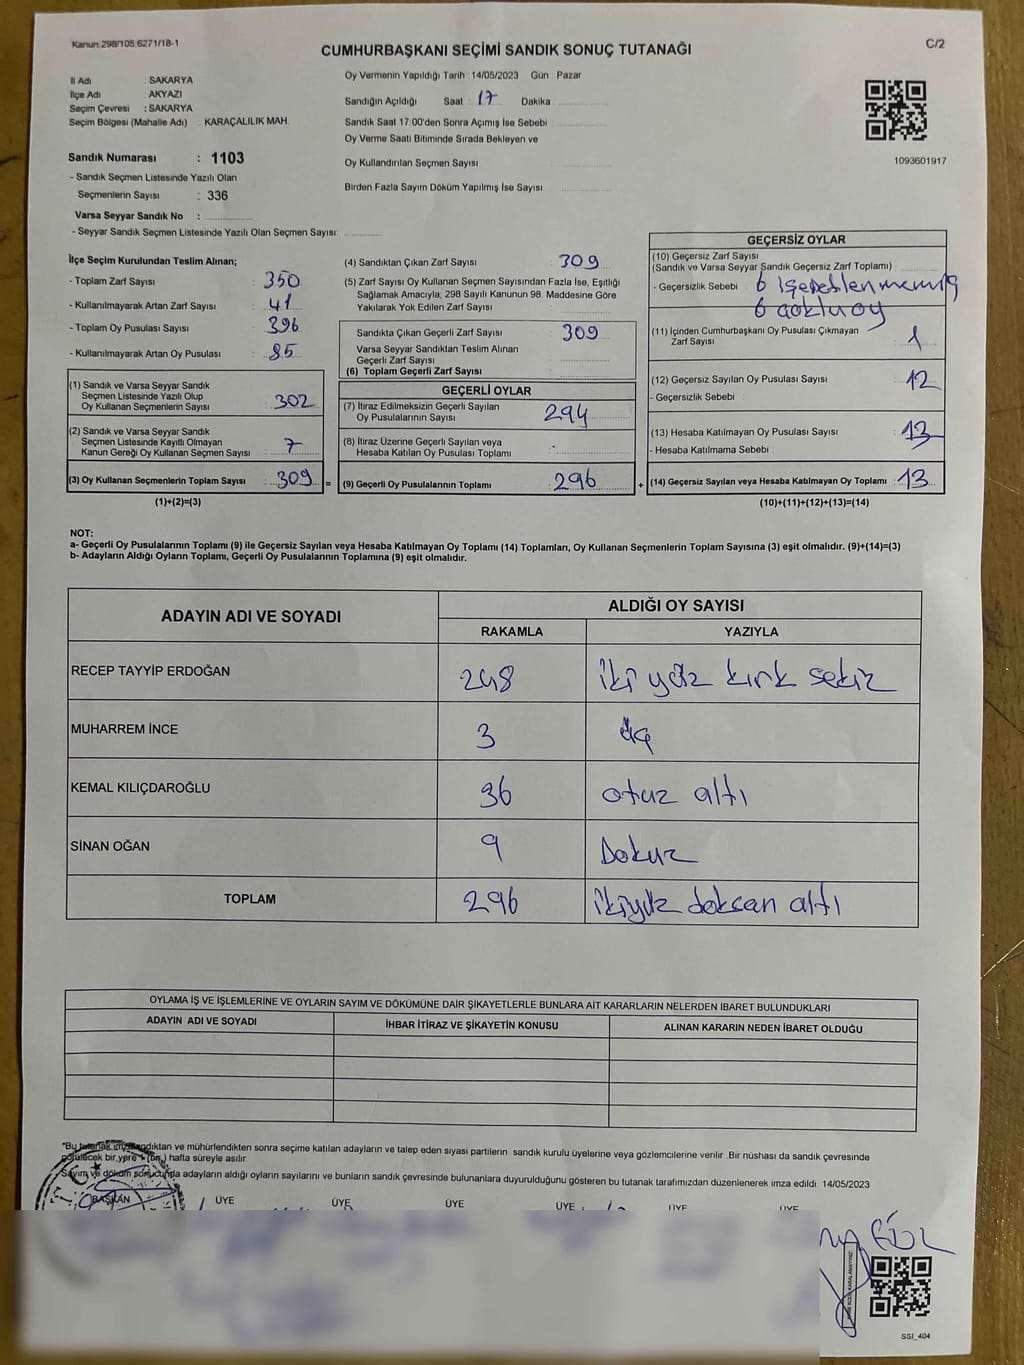 Kanun.298/105,6271/18-1
C/2
CUMHURBAŞKANI SEÇİMİ SANDIK SONUÇ TUTANAĞI
İl Adı SAKARYA
İlçe Adı AKYAZI
Seçim Çevresi : SAKARYA
Seçim Bölgesi (Mahalle Adı) : KARAÇALILIK MAH.
Sandık Numarası : 1103
- Sandık Seçmen Listesinde Yazılı Olan
Seçmenlerin Sayısı : 336
Varsa Seyyar Sandık No :
- Seyyar Sandık Seçmen Listesinde Yazılı Olan Seçmen Sayısı:
Oy Vermenin Yapıldığı Tarih : 14/05/2023 Gün : Pazar
Sandığın Açıldığı Saat : 17 Dakika :
Sandık Saat 17:00'den Sonra Açımış İse Sebebi :
Oy Verme Saati Bitiminde Sırada Bekleyen ve
Oy Kullandırılan Seçmen Sayısı :
Birden Fazla Sayım Döküm Yapılmış İse Sayısı :
1093601917
İlçe Seçim Kurulundan Teslim Alınan;
- Toplam Zarf Sayısı : 350
- Kullanılmayarak Artan Zarf Sayısı : 41
- Toplam Oy Pusulası Sayısı : 396
- Kullanılmayarak Artan Oy Pusulası : 85
(1) Sandık ve Varsa Seyyar Sandık
Seçmen Listesinde Yazılı Olup
Oy Kullanan Seçmenlerin Sayısı : 302
(2) Sandık ve Varsa Seyyar Sandık
Seçmen Listesinde Kayıtlı Olmayan
Kanun Gereği Oy Kullanan Seçmen Sayısı : 7
(3) Oy Kullanan Seçmenlerin Toplam Sayısı : 309 =
(1)+(2)=(3)
(4) Sandıktan Çıkan Zarf Sayısı : 309
(5) Zarf Sayısı Oy Kullanan Seçmen Sayısından Fazla İse, Eşitliği
Sağlamak Amacıyla; 298 Sayılı Kanunun 98. Maddesine Göre
Yakılarak Yok Edilen Zarf Sayısı :
Sandıkta Çıkan Geçerli Zarf Sayısı : 309
Varsa Seyyar Sandıktan Teslim Alınan
Geçerli Zarf Sayısı :
(6) Toplam Geçerli Zarf Sayısı :
GEÇERLİ OYLAR
(7) İtiraz Edilmeksizin Geçerli Sayılan
Oy Pusulalarının Sayısı : 294
(8) İtiraz Üzerine Geçerli Sayılan veya
Hesaba Katılan Oy Pusulası Toplamı :
(9) Geçerli Oy Pusulalarının Toplamı : 296 +
GEÇERSİZ OYLAR
(10) Geçersiz Zarf Sayısı
(Sandık ve Varsa Seyyar Sandık Geçersiz Zarf Toplamı) :
- Geçersizlik Sebebi : 6
6 çoklu oy
(11) İçinden Cumhurbaşkanı Oy Pusulası Çıkmayan
Zarf Sayısı : 1
(12) Geçersiz Sayılan Oy Pusulası Sayısı : 12
- Geçersizlik Sebebi :
(13) Hesaba Katılmayan Oy Pusulası Sayısı : 13
- Hesaba Katılmama Sebebi :
(14) Geçersiz Sayılan veya Hesaba Katılmayan Oy Toplamı : 13
(10)+(11)+(12)+(13)=(14)
NOT:
a- Geçerli Oy Pusulalarının Toplamı (9) ile Geçersiz Sayılan veya Hesaba Katılmayan Oy Toplamı (14) Toplamları, Oy Kullanan Seçmenlerin Toplam Sayısına (3) eşit olmalıdır. (9)+(14)=(3)
b- Adayların Aldığı Oyların Toplamı, Geçerli Oy Pusulalarının Toplamına (9) eşit olmalıdır.
ADAYIN ADI VE SOYADI
ALDIĞI OY SAYISI
RAKAMLA YAZIYLA
RECEP TAYYİP ERDOĞAN 248 iki yüz kırk sekiz
MUHARREM İNCE 3 üç
KEMAL KILIÇDAROĞLU 36 otuz altı
SİNAN OĞAN 9 Dokuz
TOPLAM 296 ikiyüz doksan altı
OYLAMA İŞ VE İŞLEMLERİNE VE OYLARIN SAYIM VE DÖKÜMÜNE DAİR ŞİKAYETLERLE BUNLARA AİT KARARLARIN NELERDEN İBARET BULUNDUKLARI
ADAYIN ADI VE SOYADI İHBAR İTİRAZ VE ŞİKAYETİN KONUSU ALINAN KARARIN NEDEN İBARET OLDUĞU
*Bu tutanak imzalandıktan ve mühürlendikten sonra seçime katılan adayların ve talep eden siyasi partilerin sandık kurulu üyelerine veya gözlemcilerine verilir. Bir nüshası da sandık çevresinde
görülecek bir yere hafta süreyle asılır.
Sayım ve döküm sonucunda adayların aldığı oyların sayılarını ve bunların sandık çevresinde bulunanlara duyurulduğunu gösteren bu tutanak tarafımızdan düzenlenerek imza edildi. 14/05/2023
BAŞKAN ÜYE ÜYE ÜYE ÜYE ÜYE ÜYE
SSI_404